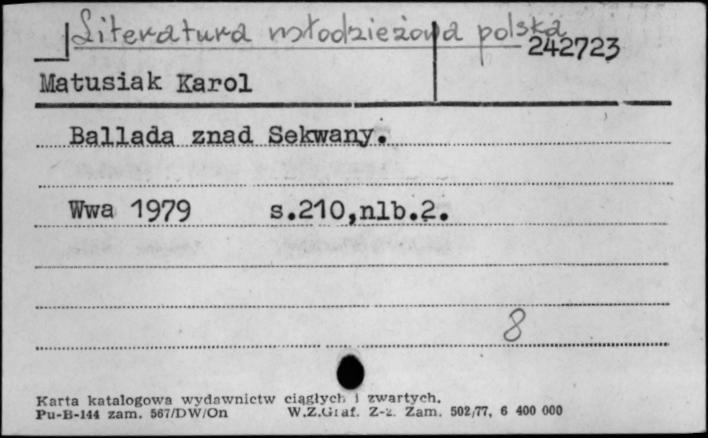 Literatura młodzieżowa polska
242723
Matusiak Karol
Ballada znad Sekwany.
Wwa 1979 s.210,nlb.2.
8
Karta katalogowa wydawnictw ciągłych i zwartych.
Pu-B-144 zam. 567/DW/On W.Z.Graf. Z-z. Zam. 502/77, 6 400 000